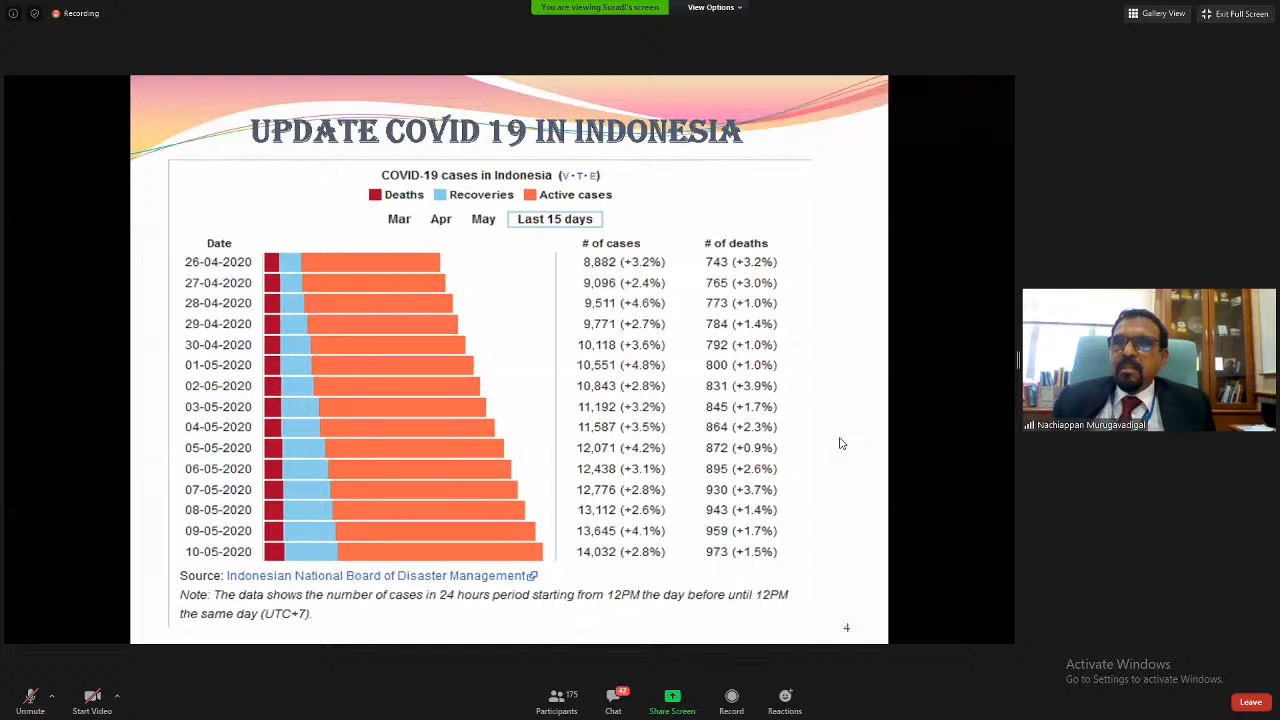 Recording
You are viewing Suradi's screen
View Options
Gallery View
Exit Full Screen
UPDATE COVID 19 IN INDONESIA
COVID-19 cases in Indonesia (V · T · E)
Deaths Recoveries Active cases
Mar Apr May Last 15 days
Date # of cases # of deaths
26-04-2020 8,882 (+3.2%) 743 (+3.2%)
27-04-2020 9,096 (+2.4%) 765 (+3.0%)
28-04-2020 9,511 (+4.6%) 773 (+1.0%)
29-04-2020 9,771 (+2.7%) 784 (+1.4%)
30-04-2020 10,118 (+3.6%) 792 (+1.0%)
01-05-2020 10,551 (+4.8%) 800 (+1.0%)
02-05-2020 10,843 (+2.8%) 831 (+3.9%)
03-05-2020 11,192 (+3.2%) 845 (+1.7%)
04-05-2020 11,587 (+3.5%) 864 (+2.3%)
05-05-2020 12,071 (+4.2%) 872 (+0.9%)
06-05-2020 12,438 (+3.1%) 895 (+2.6%)
07-05-2020 12,776 (+2.8%) 930 (+3.7%)
08-05-2020 13,112 (+2.6%) 943 (+1.4%)
09-05-2020 13,645 (+4.1%) 959 (+1.7%)
10-05-2020 14,032 (+2.8%) 973 (+1.5%)
Source: Indonesian National Board of Disaster Management
Note: The data shows the number of cases in 24 hours period starting from 12PM the day before until 12PM
the same day (UTC+7).
4
Nachiappan Murugavadigal
Activate Windows
Go to Settings to activate Windows.
175
42
Unmute
Start Video
Participants
Chat
Share Screen
Record
Reactions
Leave